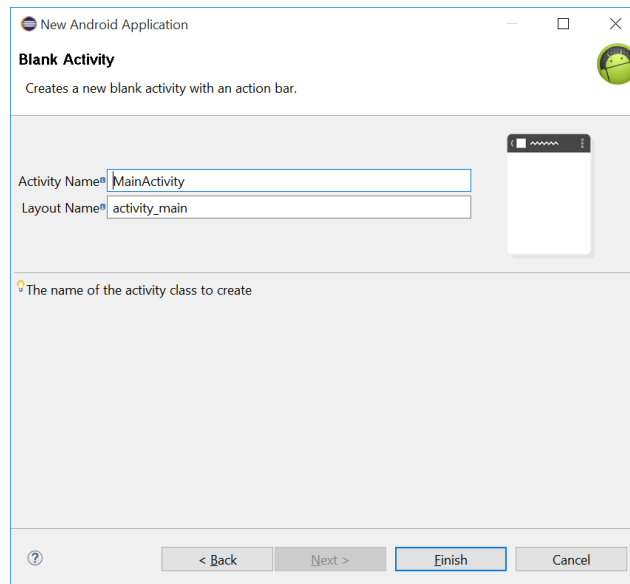 New Android Application
Blank Activity
Creates a new blank activity with an action bar.
Activity Name MainActivity
Layout Name activity_main
The name of the activity class to create
? < Back Next > Finish Cancel